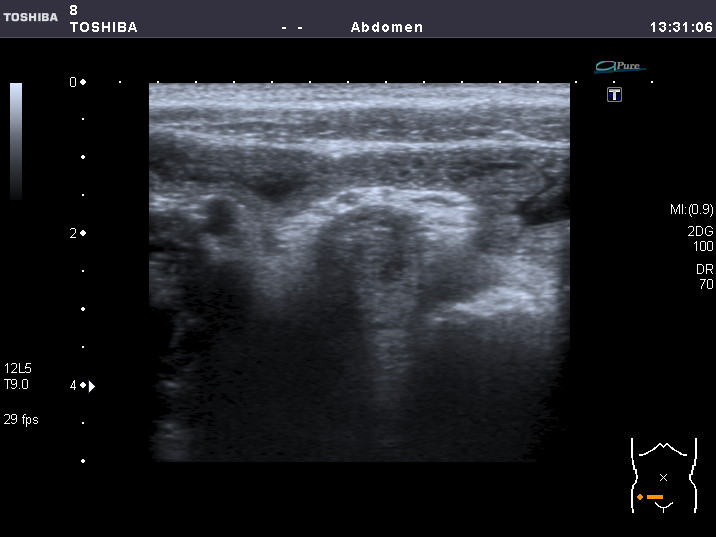 TOSHIBA
8
TOSHIBA - - Abdomen 13:31:06
Pure
T
0
2
4
MI:(0.9)
2DG
100
DR
70
12L5
T9.0
29 fps